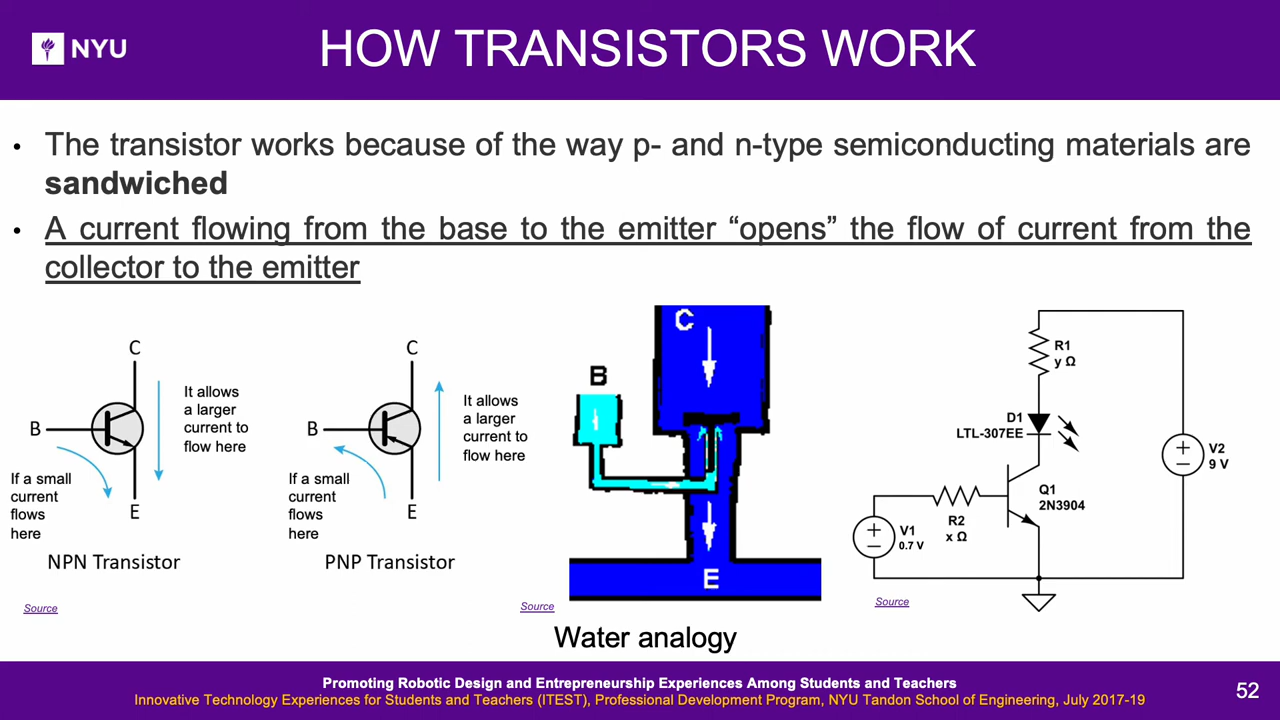 NYU
HOW TRANSISTORS WORK
• The transistor works because of the way p- and n-type semiconducting materials are
sandwiched
• A current flowing from the base to the emitter “opens” the flow of current from the
collector to the emitter
C
B
E
It allows
a larger
current to
flow here
If a small
current
flows
here
NPN Transistor
Source
C
B
E
It allows
a larger
current to
flow here
If a small
current
flows
here
PNP Transistor
C
B
E
Source
Water analogy
R1
y Ω
D1
LTL-307EE
V2
9 V
Q1
2N3904
R2
x Ω
V1
0.7 V
Source
Promoting Robotic Design and Entrepreneurship Experiences Among Students and Teachers
Innovative Technology Experiences for Students and Teachers (ITEST), Professional Development Program, NYU Tandon School of Engineering, July 2017-19
52